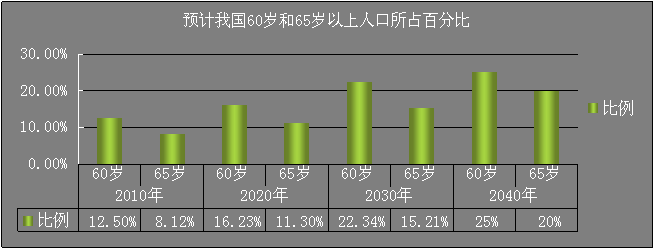 预计我国60岁和65岁以上人口所占百分比
30.00%
20.00%
10.00%
0.00%
比例
60岁 65岁 60岁 65岁 60岁 65岁 60岁 65岁
2010年 2020年 2030年 2040年
比例 12.50% 8.12% 16.23% 11.30% 22.34% 15.21% 25% 20%